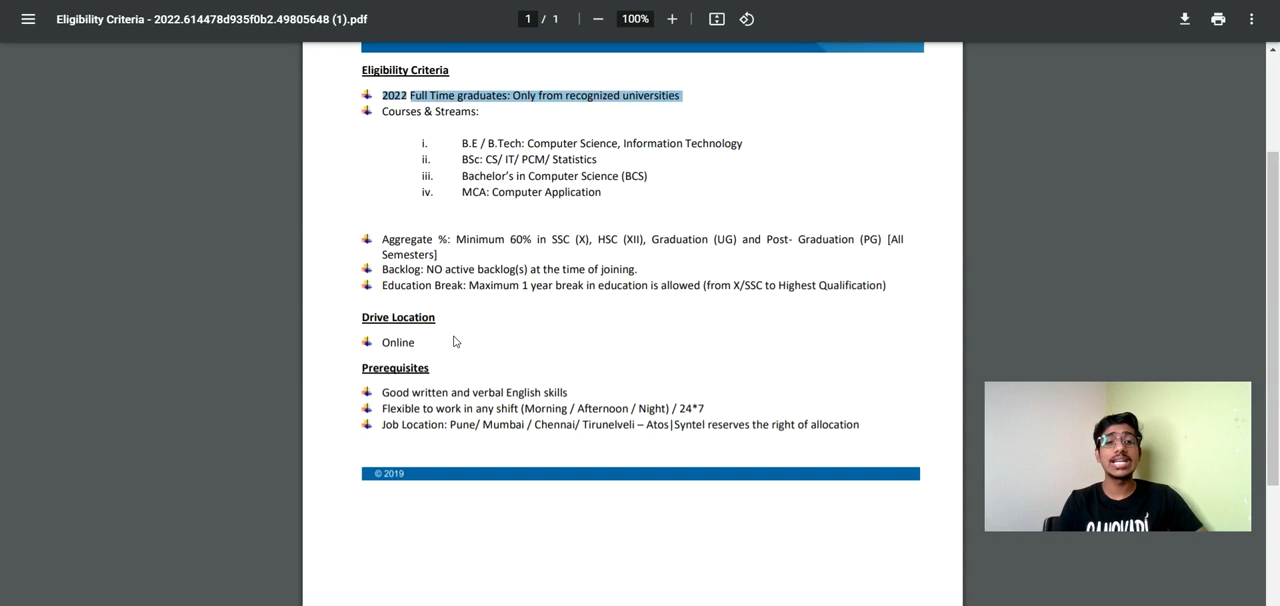 Eligibility Criteria - 2022.614478d935f0b2.49805648 (1).pdf
1 / 1
100%
Eligibility Criteria
2022 Full Time graduates: Only from recognized universities
Courses & Streams:
i. B.E / B.Tech: Computer Science, Information Technology
ii. BSc: CS/ IT/ PCM/ Statistics
iii. Bachelor's in Computer Science (BCS)
iv. MCA: Computer Application
Aggregate %: Minimum 60% in SSC (X), HSC (XII), Graduation (UG) and Post- Graduation (PG) [All
Semesters]
Backlog: NO active backlog(s) at the time of joining.
Education Break: Maximum 1 year break in education is allowed (from X/SSC to Highest Qualification)
Drive Location
Online
Prerequisites
Good written and verbal English skills
Flexible to work in any shift (Morning / Afternoon / Night) / 24*7
Job Location: Pune/ Mumbai / Chennai/ Tirunelveli – Atos|Syntel reserves the right of allocation
© 2019